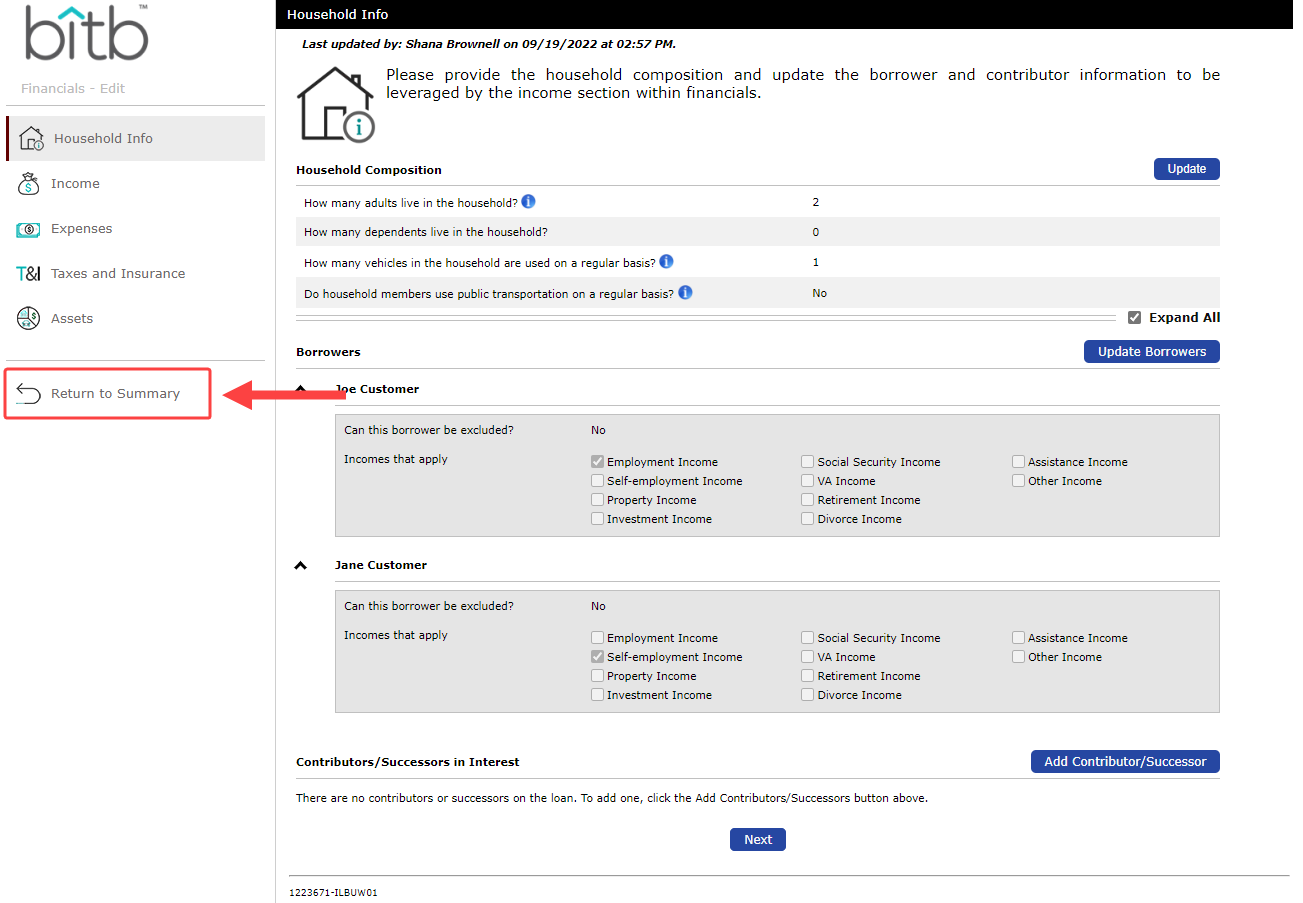 bitb™
Financials - Edit
Household Info
Income
Expenses
T&I Taxes and Insurance
Assets
Return to Summary
Household Info
Last updated by: Shana Brownell on 09/19/2022 at 02:57 PM.
Please provide the household composition and update the borrower and contributor information to be
leveraged by the income section within financials.
Household Composition Update
How many adults live in the household? 2
How many dependents live in the household? 0
How many vehicles in the household are used on a regular basis? 1
Do household members use public transportation on a regular basis? No
Expand All
Borrowers Update Borrowers
Joe Customer
Can this borrower be excluded? No
Incomes that apply
Employment Income Social Security Income Assistance Income
Self-employment Income VA Income Other Income
Property Income Retirement Income
Investment Income Divorce Income
Jane Customer
Can this borrower be excluded? No
Incomes that apply
Employment Income Social Security Income Assistance Income
Self-employment Income VA Income Other Income
Property Income Retirement Income
Investment Income Divorce Income
Contributors/Successors in Interest Add Contributor/Successor
There are no contributors or successors on the loan. To add one, click the Add Contributors/Successors button above.
Next
1223671-ILBUW01